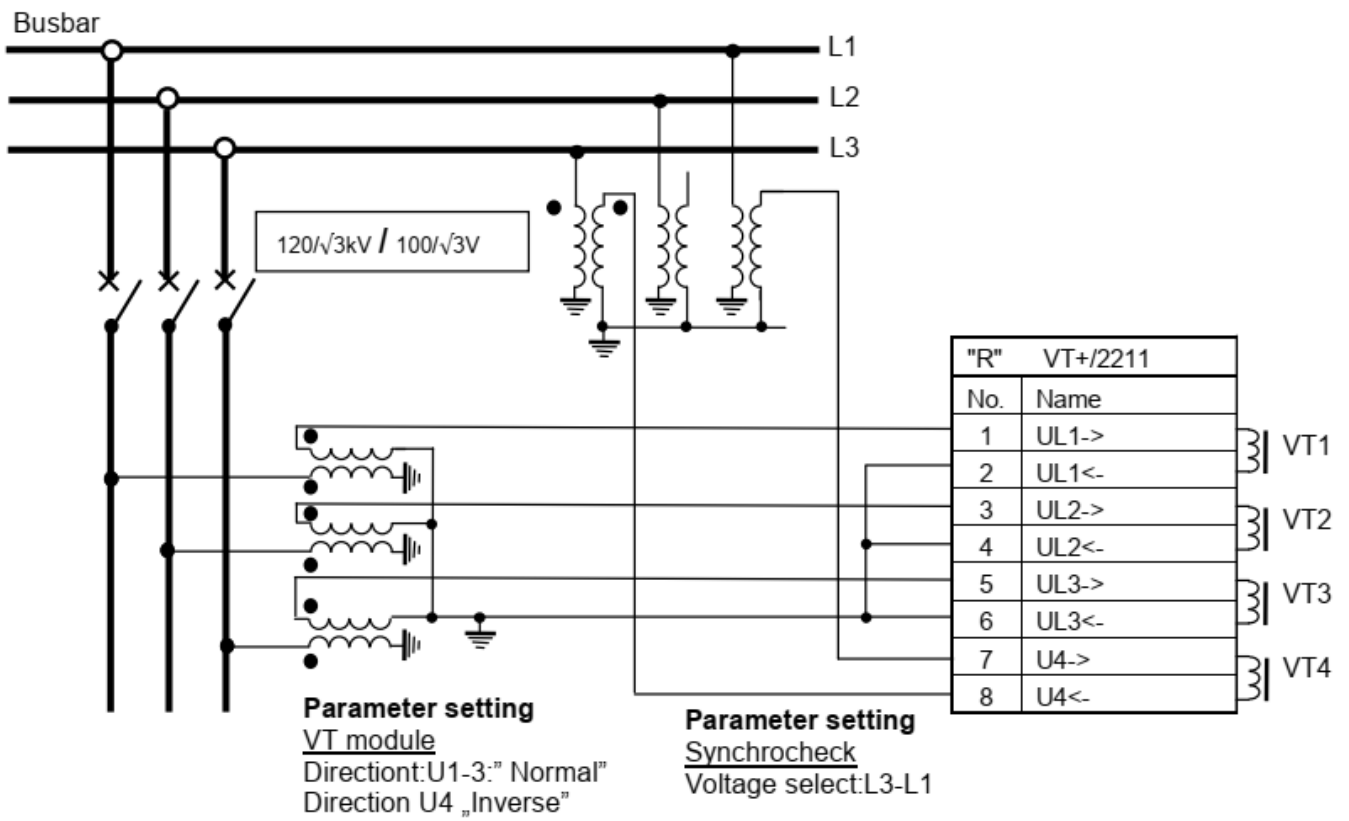 Busbar
L1
L2
L3
120/√3kV / 100/√3V
"R" VT+/2211
No. Name
1 UL1->
2 UL1<-
VT1
3 UL2->
4 UL2<-
VT2
5 UL3->
6 UL3<-
VT3
7 U4->
8 U4<-
VT4
Parameter setting
VT module
Directiont:U1-3:” Normal”
Direction U4 „Inverse”
Parameter setting
Synchrocheck
Voltage select:L3-L1